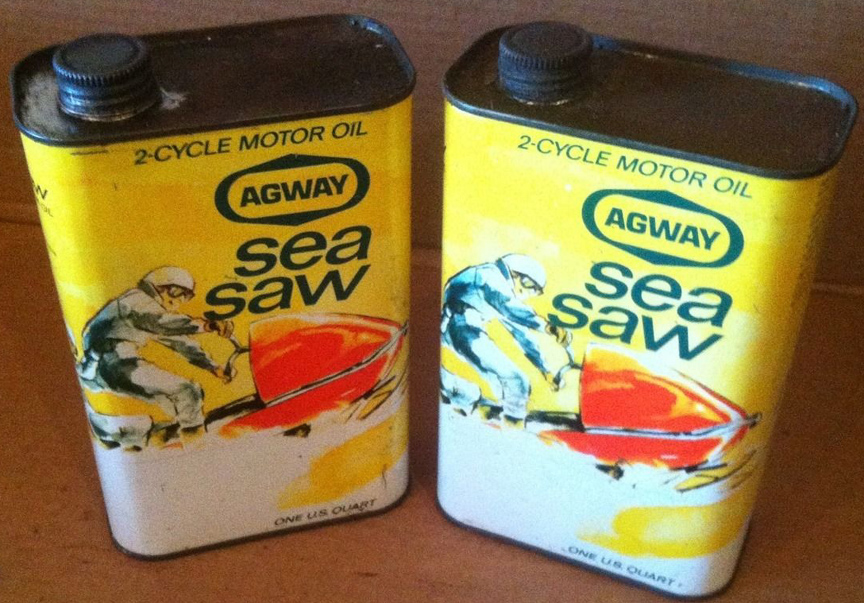 2-CYCLE MOTOR OIL
AGWAY
sea
saw
ONE U.S. QUART
2-CYCLE MOTOR OIL
AGWAY
sea
saw
ONE U.S. QUART